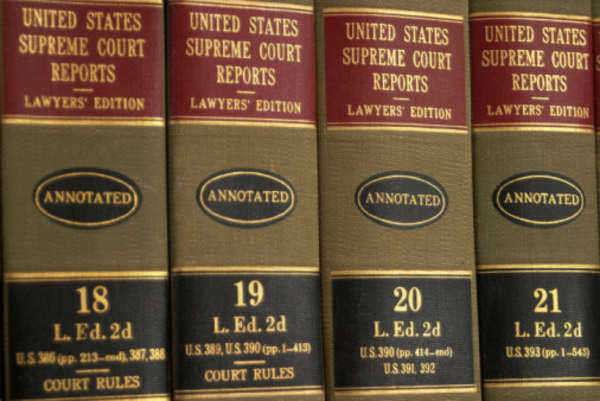 UNITED STATES
SUPREME COURT
REPORTS
LAWYERS' EDITION
ANNOTATED
18
L. Ed. 2d
U.S. 386 (pp. 213–end), 387, 388
COURT RULES
UNITED STATES
SUPREME COURT
REPORTS
LAWYERS' EDITION
ANNOTATED
19
L. Ed. 2d
U.S. 389, U.S. 390 (pp. 1–413)
COURT RULES
UNITED STATES
SUPREME COURT
REPORTS
LAWYERS' EDITION
ANNOTATED
20
L. Ed. 2d
U.S. 390 (pp. 414–end)
U.S. 391, 392
UNITED STATES
SUPREME COURT
REPORTS
LAWYERS' EDITION
ANNOTATED
21
L. Ed. 2d
U.S. 393 (pp. 1–543)